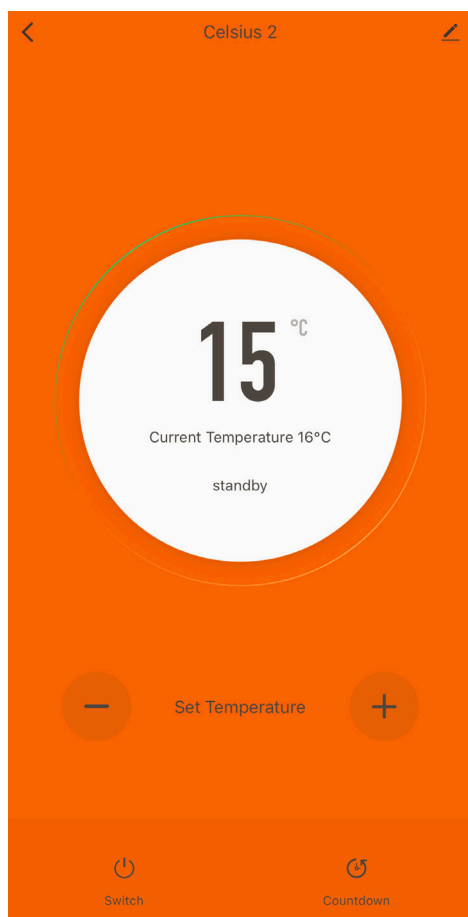 Celsius 2
15 °C
Current Temperature 16°C
standby
Set Temperature
Switch
Countdown